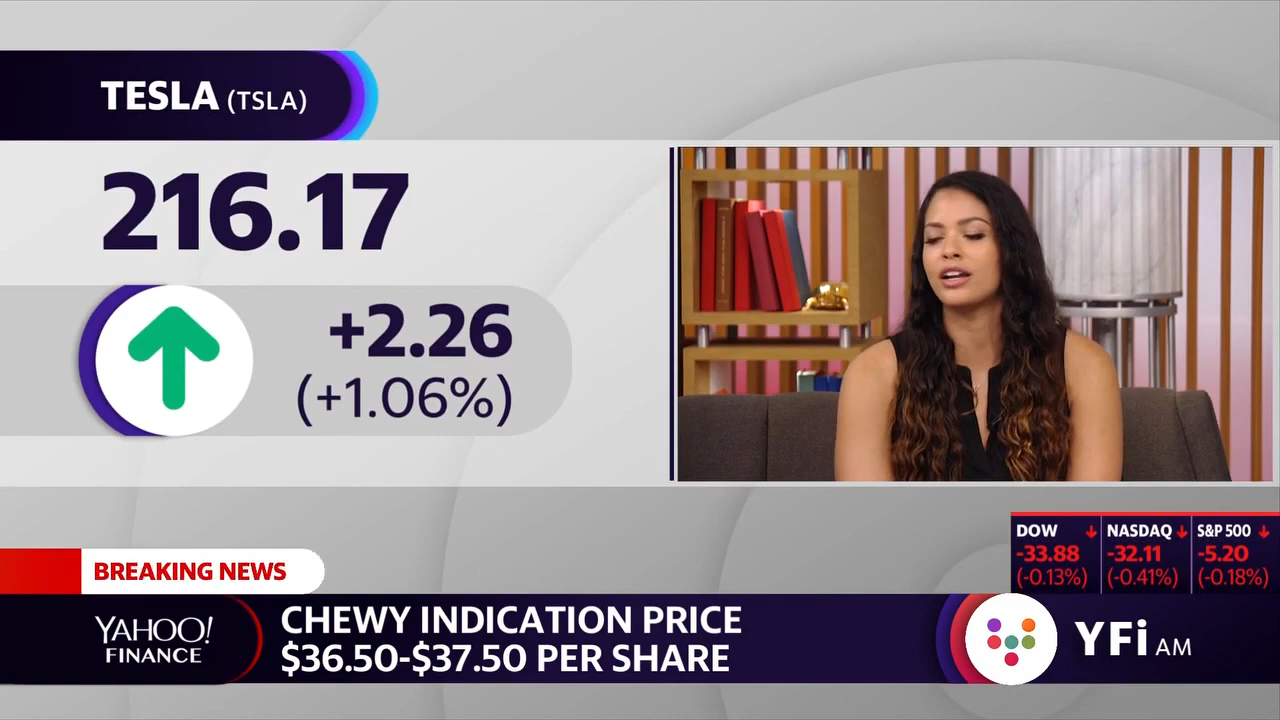 TESLA (TSLA)
216.17
+2.26
(+1.06%)
DOW
-33.88
(-0.13%)
NASDAQ
-32.11
(-0.41%)
S&P 500
-5.20
(-0.18%)
BREAKING NEWS
YAHOO!
FINANCE
CHEWY INDICATION PRICE
$36.50-$37.50 PER SHARE
YFi AM